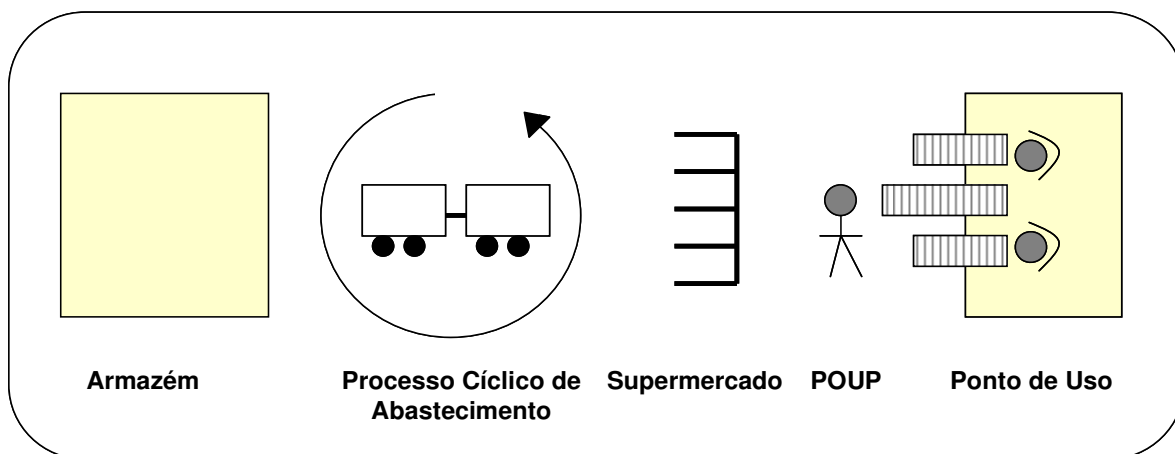 Armazém
Processo Cíclico de
Abastecimento
Supermercado
POUP
Ponto de Uso